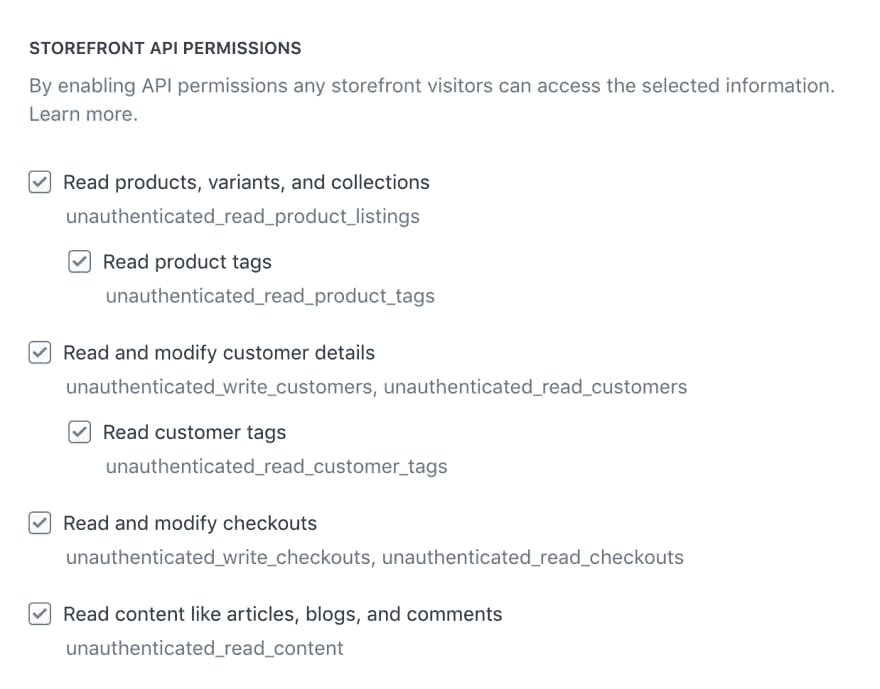 STOREFRONT API PERMISSIONS
By enabling API permissions any storefront visitors can access the selected information.
Learn more.
Read products, variants, and collections
unauthenticated_read_product_listings
Read product tags
unauthenticated_read_product_tags
Read and modify customer details
unauthenticated_write_customers, unauthenticated_read_customers
Read customer tags
unauthenticated_read_customer_tags
Read and modify checkouts
unauthenticated_write_checkouts, unauthenticated_read_checkouts
Read content like articles, blogs, and comments
unauthenticated_read_content